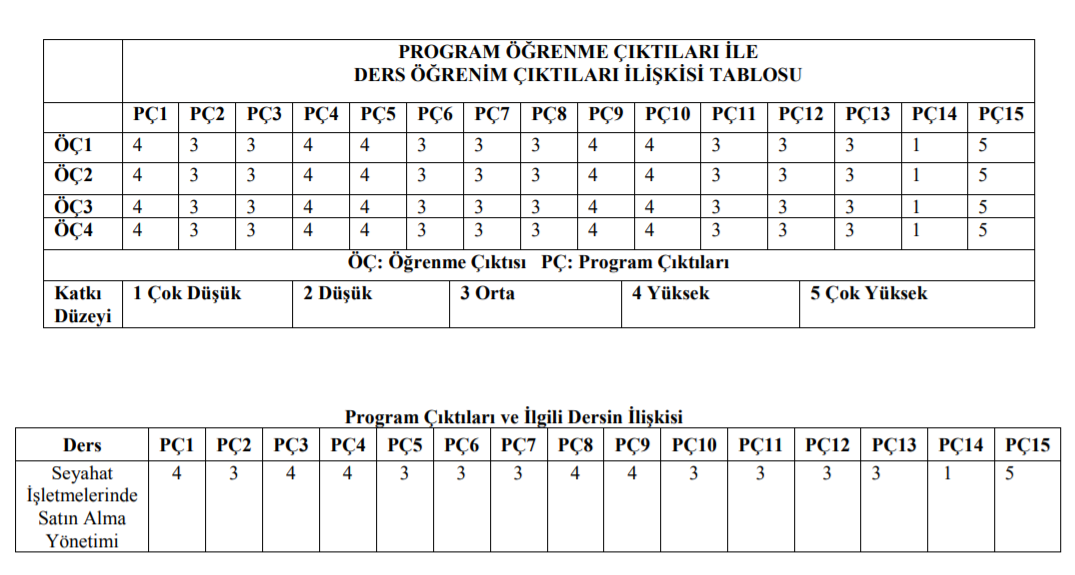 PROGRAM ÖĞRENME ÇIKTILARI İLE
DERS ÖĞRENİM ÇIKTILARI İLİŞKİSİ TABLOSU
PÇ1 PÇ2 PÇ3 PÇ4 PÇ5 PÇ6 PÇ7 PÇ8 PÇ9 PÇ10 PÇ11 PÇ12 PÇ13 PÇ14 PÇ15
ÖÇ1 4 3 3 4 4 3 3 3 4 4 3 3 3 1 5
ÖÇ2 4 3 3 4 4 3 3 3 4 4 3 3 3 1 5
ÖÇ3 4 3 3 4 4 3 3 3 4 4 3 3 3 1 5
ÖÇ4 4 3 3 4 4 3 3 3 4 4 3 3 3 1 5
ÖÇ: Öğrenme Çıktısı PÇ: Program Çıktıları
Katkı 1 Çok Düşük 2 Düşük 3 Orta 4 Yüksek 5 Çok Yüksek
Düzeyi
Program Çıktıları ve İlgili Dersin İlişkisi
Ders PÇ1 PÇ2 PÇ3 PÇ4 PÇ5 PÇ6 PÇ7 PÇ8 PÇ9 PÇ10 PÇ11 PÇ12 PÇ13 PÇ14 PÇ15
Seyahat 4 3 4 4 3 3 3 4 4 3 3 3 3 1 5
İşletmelerinde
Satın Alma
Yönetimi